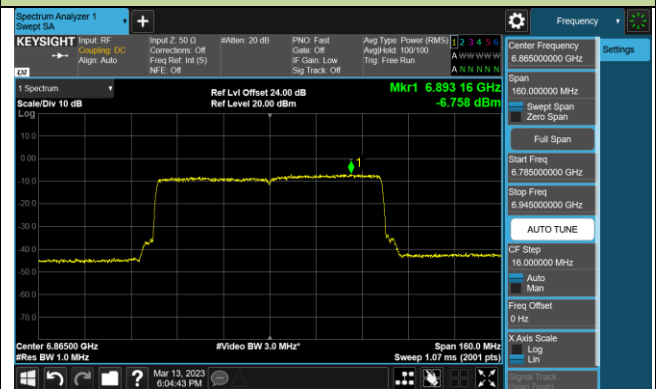 Spectrum Analyzer 1
Swept SA
Frequency
KEYSIGHT
Input: RF
Coupling: DC
Align: Auto
Input Z: 50 Ω
Corrections: Off
Freq Ref: Int (S)
NFE: Off
#Atten: 20 dB
PNO: Fast
Gate: Off
IF Gain: Low
Sig Track: Off
Avg Type: Power (RMS)
Avg|Hold: 100/100
Trig: Free Run
1 2 3 4 5 6
A W W W W W
A N N N N N
LXI
1 Spectrum
Scale/Div 10 dB
Log
Ref Lvl Offset 24.00 dB
Ref Level 20.00 dBm
Mkr1 6.893 16 GHz
-6.758 dBm
10.0
0.00
-10.0
-20.0
-30.0
-40.0
-50.0
-60.0
-70.0
1
Center 6.86500 GHz
#Res BW 1.0 MHz
#Video BW 3.0 MHz*
Span 160.0 MHz
Sweep 1.07 ms (2001 pts)
Mar 13, 2023
6:04:43 PM
Center Frequency
6.865000000 GHz
Settings
Span
160.000000 MHz
Swept Span
Zero Span
Full Span
Start Freq
6.785000000 GHz
Stop Freq
6.945000000 GHz
AUTO TUNE
CF Step
16.000000 MHz
Auto
Man
Freq Offset
0 Hz
X Axis Scale
Log
Lin
Signal Track
(Span Zoom)